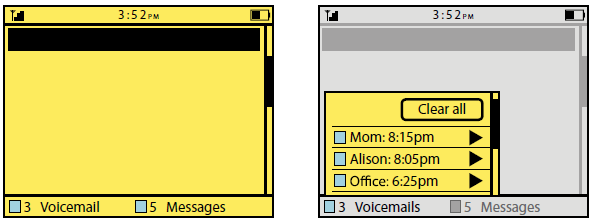 3:52PM
3 Voicemail 5 Messages
3:52PM
Clear all
Mom: 8:15pm
Alison: 8:05pm
Office: 6:25pm
3 Voicemails 5 Messages